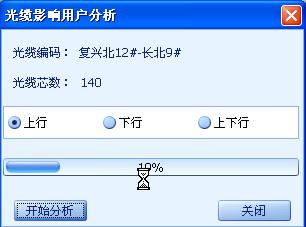 光缆影响用户分析
光缆编码： 复兴北12#-长北9#
光缆芯数： 140
上行 下行 上下行
19%
开始分析 关闭